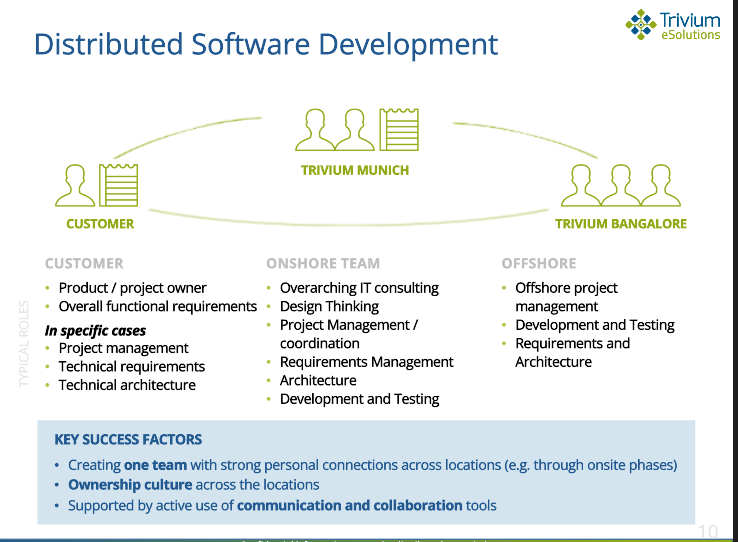 Trivium
eSolutions
Distributed Software Development
TRIVIUM MUNICH
CUSTOMER
TRIVIUM BANGALORE
TYPICAL ROLES
CUSTOMER
• Product / project owner
• Overall functional requirements
In specific cases
• Project management
• Technical requirements
• Technical architecture
ONSHORE TEAM
• Overarching IT consulting
• Design Thinking
• Project Management /
coordination
• Requirements Management
• Architecture
• Development and Testing
OFFSHORE
• Offshore project
management
• Development and Testing
• Requirements and
Architecture
KEY SUCCESS FACTORS
• Creating one team with strong personal connections across locations (e.g. through onsite phases)
• Ownership culture across the locations
• Supported by active use of communication and collaboration tools
10